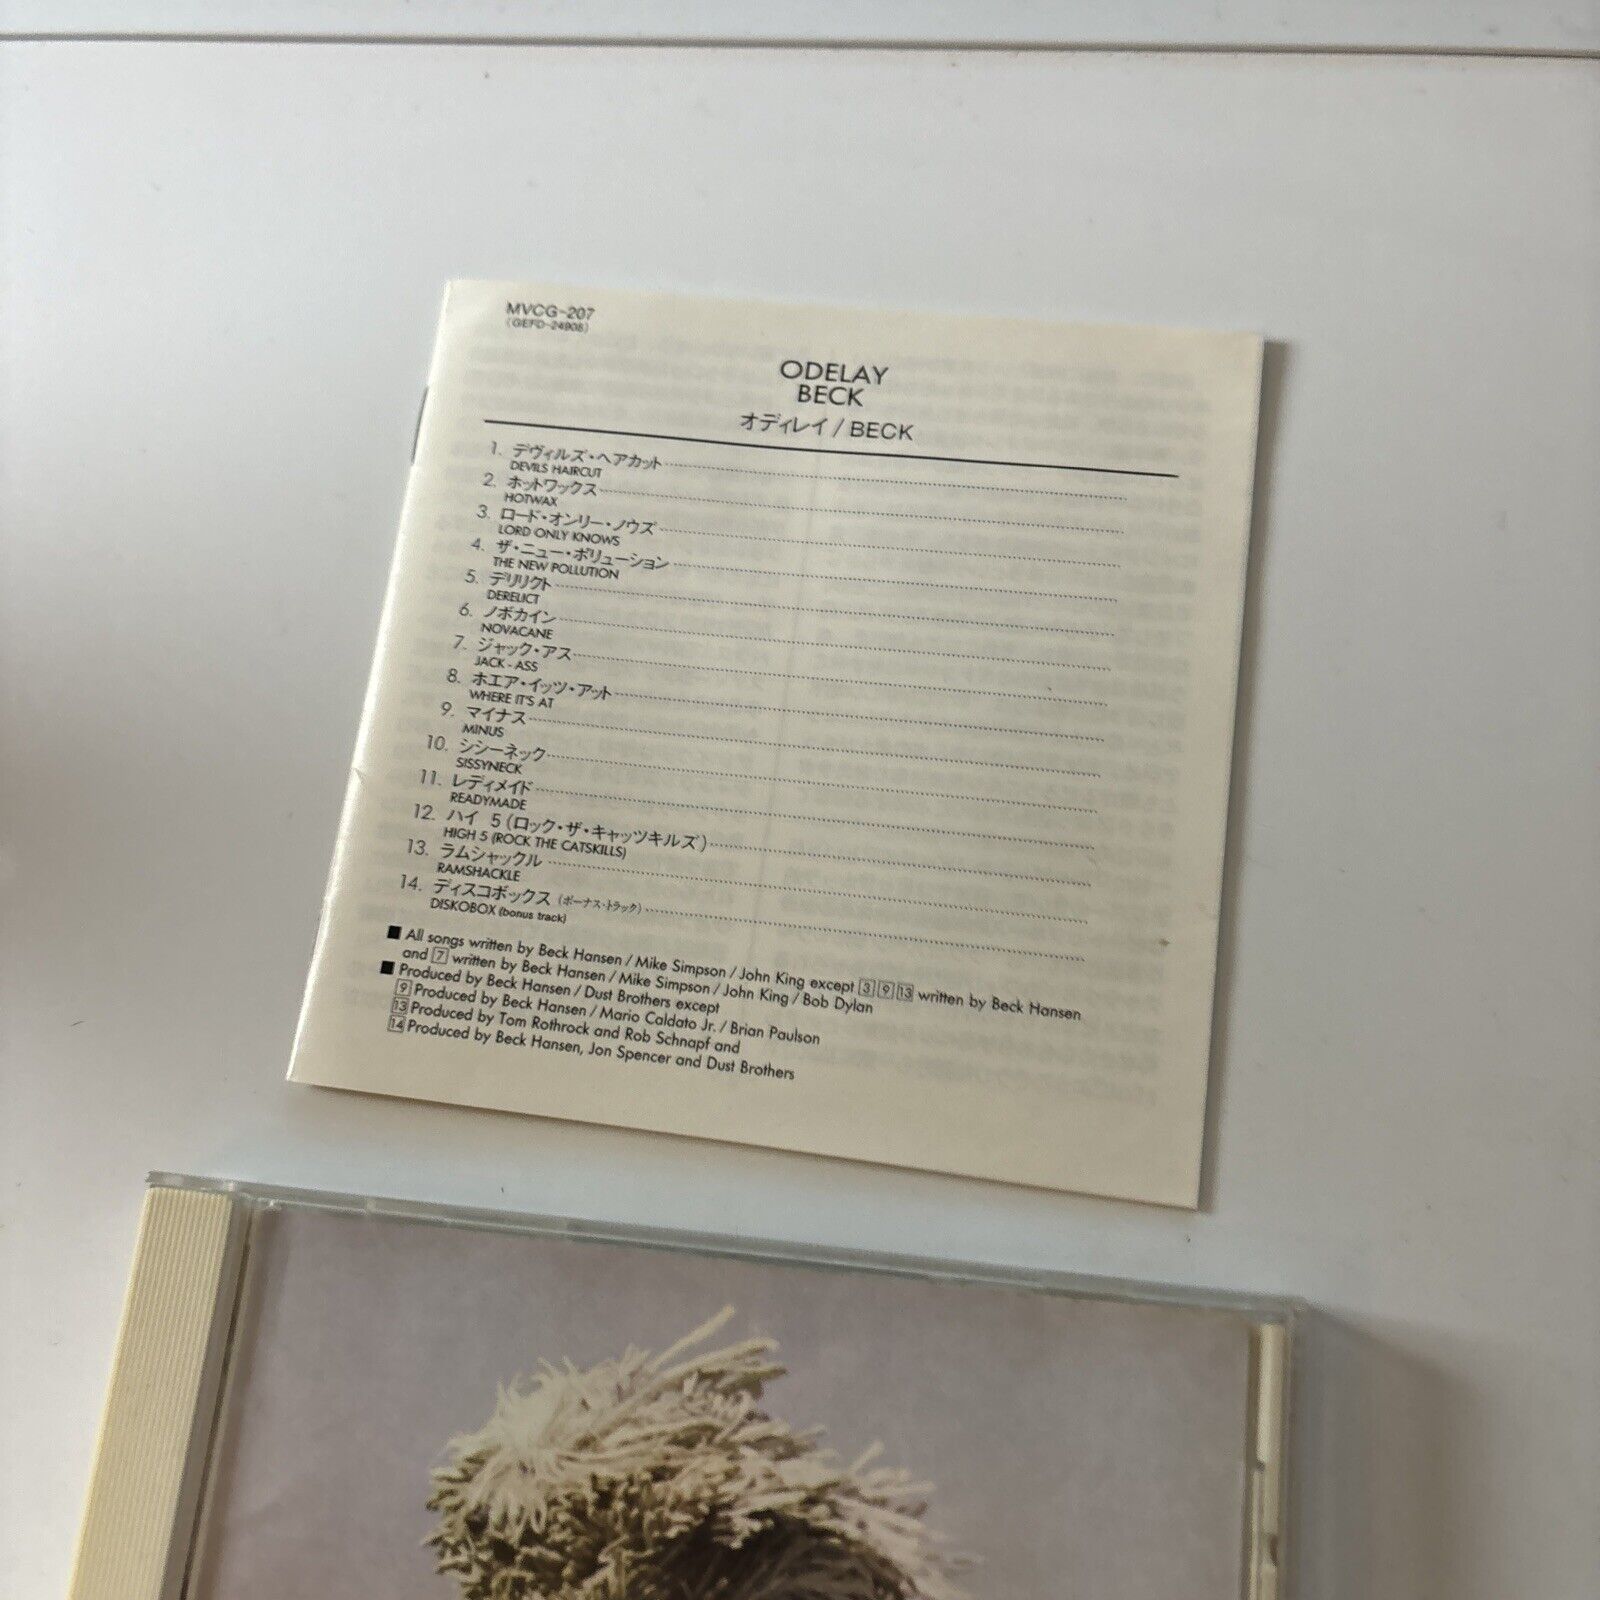 MVCG-207
(GEFD-24908)
ODELAY
BECK
オディレイ / BECK
1. デヴィルズ・ヘアカット
DEVILS HAIRCUT
2. ホットワックス
HOTWAX
3. ロード・オンリー・ノウズ
LORD ONLY KNOWS
4. ザ・ニュー・ポリューション
THE NEW POLLUTION
5. デリリクト
DERELICT
6. ノボカイン
NOVACANE
7. ジャック・アス
JACK - ASS
8. ホエア・イッツ・アット
WHERE IT'S AT
9. マイナス
MINUS
10. シシーネック
SISSYNECK
11. レディメイド
READYMADE
12. ハイ 5 (ロック・ザ・キャッツキルズ)
HIGH 5 (ROCK THE CATSKILLS)
13. ラムシャックル
RAMSHACKLE
14. ディスコボックス (ボーナス・トラック)
DISKOBOX (bonus track)
■ All songs written by Beck Hansen / Mike Simpson / John King except 3 9 13 written by Beck Hansen
and 7 written by Beck Hansen / Mike Simpson / John King / Bob Dylan
■ Produced by Beck Hansen / Dust Brothers except
9 Produced by Beck Hansen / Mario Caldato Jr. / Brian Paulson
13 Produced by Tom Rothrock and Rob Schnapf and
14 Produced by Beck Hansen, Jon Spencer and Dust Brothers